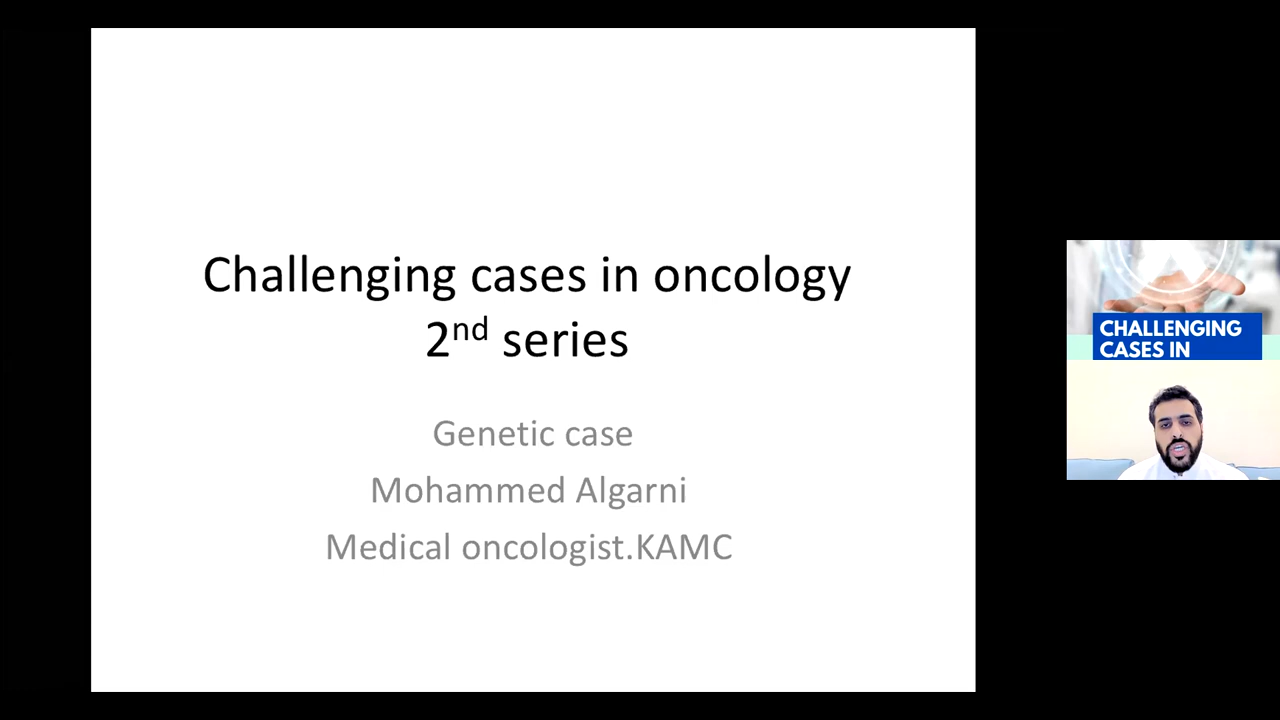 Challenging cases in oncology
2nd series
Genetic case
Mohammed Algarni
Medical oncologist.KAMC
CHALLENGING
CASES IN